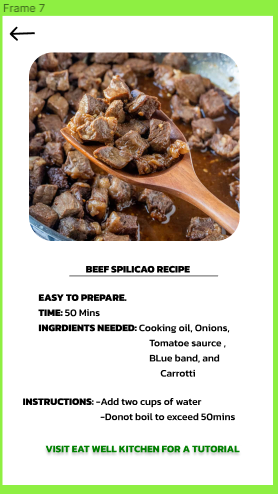 Frame 7
BEEF SPILICAO RECIPE
EASY TO PREPARE.
TIME: 50 Mins
INGRDIENTS NEEDED: Cooking oil, Onions,
Tomatoe saurce ,
BLue band, and
Carrotti
INSTRUCTIONS: -Add two cups of water
-Donot boil to exceed 50mins
VISIT EAT WELL KITCHEN FOR A TUTORIAL